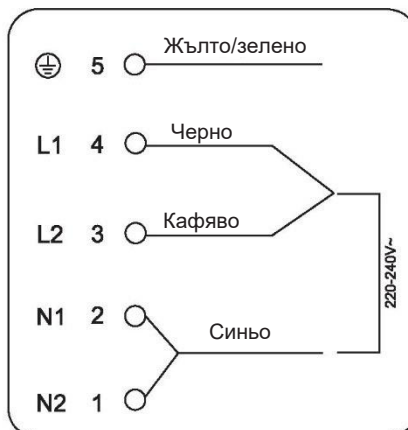 5 Жълто/зелено
L1 4 Черно
L2 3 Кафяво
220-240V~
N1 2
Синьо
N2 1